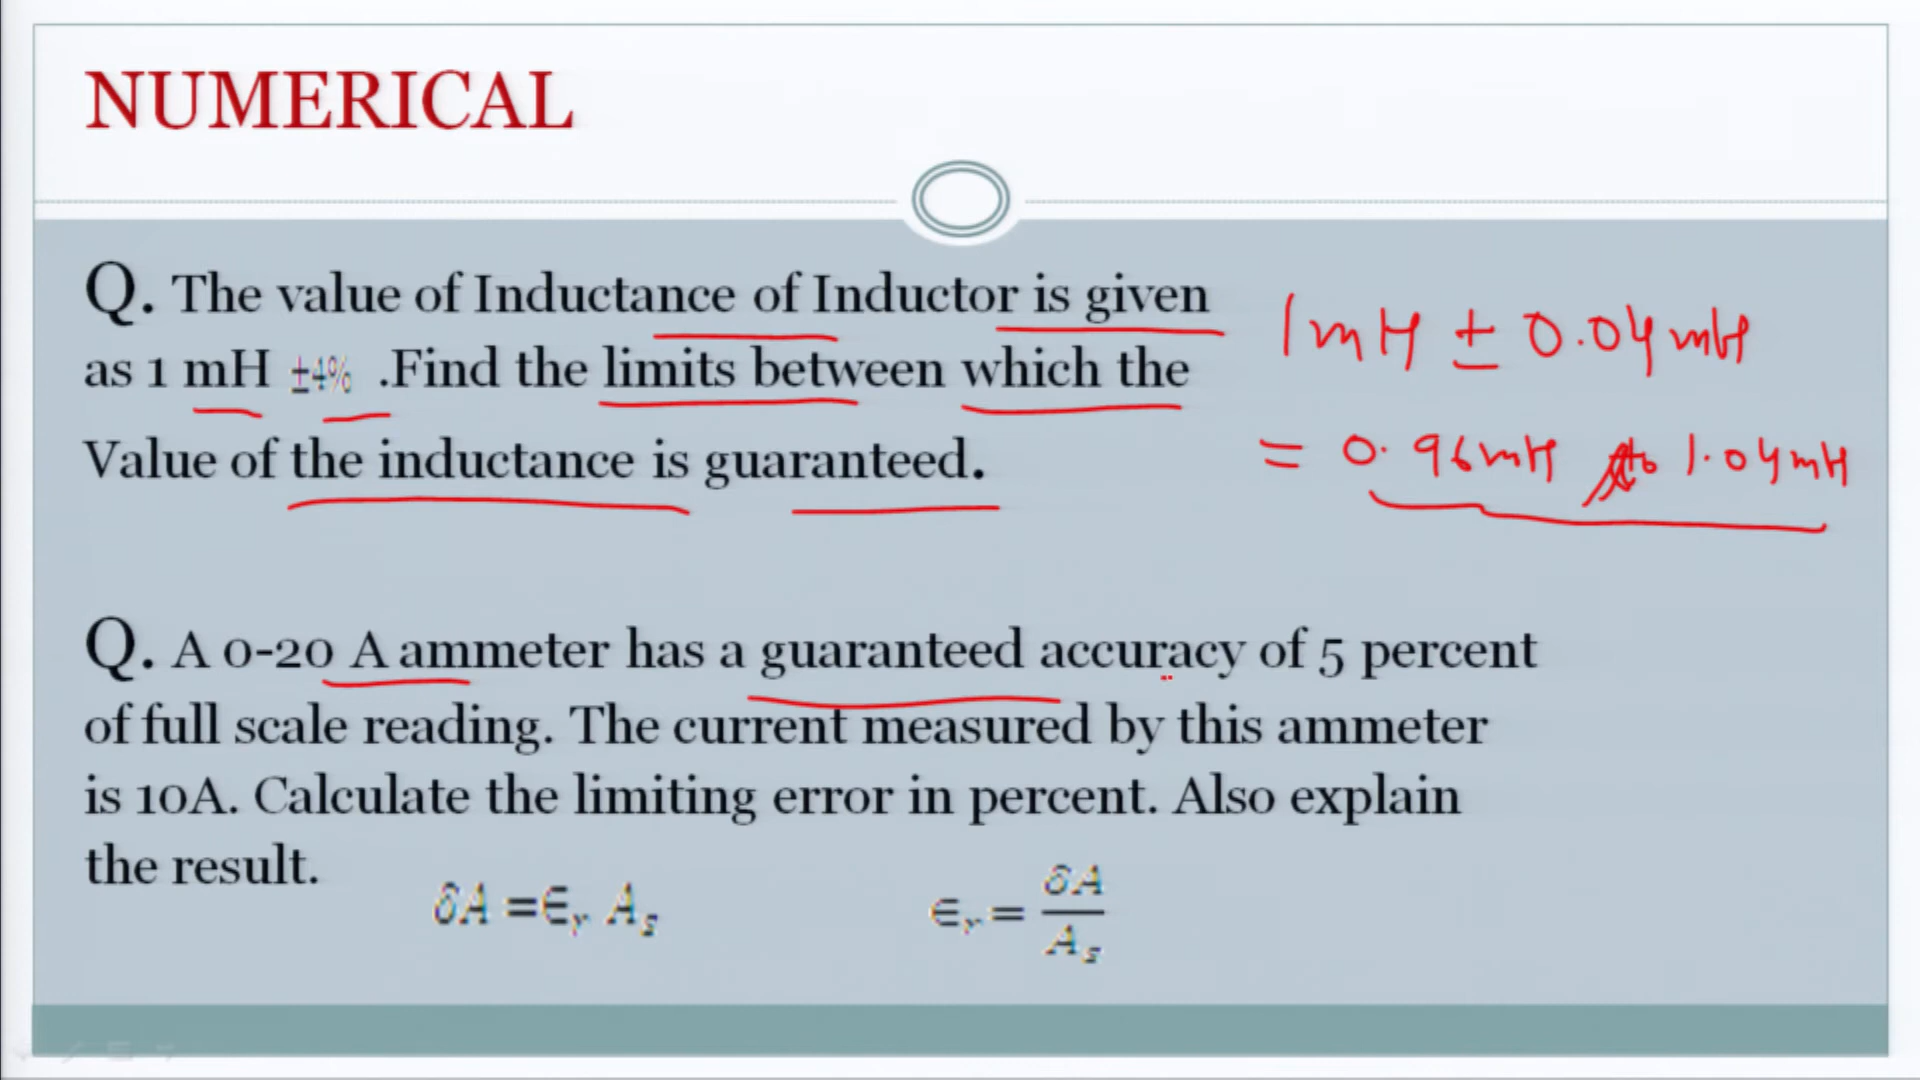 NUMERICAL
Q. The value of Inductance of Inductor is given
as 1 mH ±4% .Find the limits between which the
Value of the inductance is guaranteed.
1mH ± 0.04mH
= 0.96mH to 1.04mH
Q. A 0-20 A ammeter has a guaranteed accuracy of 5 percent
of full scale reading. The current measured by this ammeter
is 10A. Calculate the limiting error in percent. Also explain
the result.
δA =∈r As
∈r = δA / As